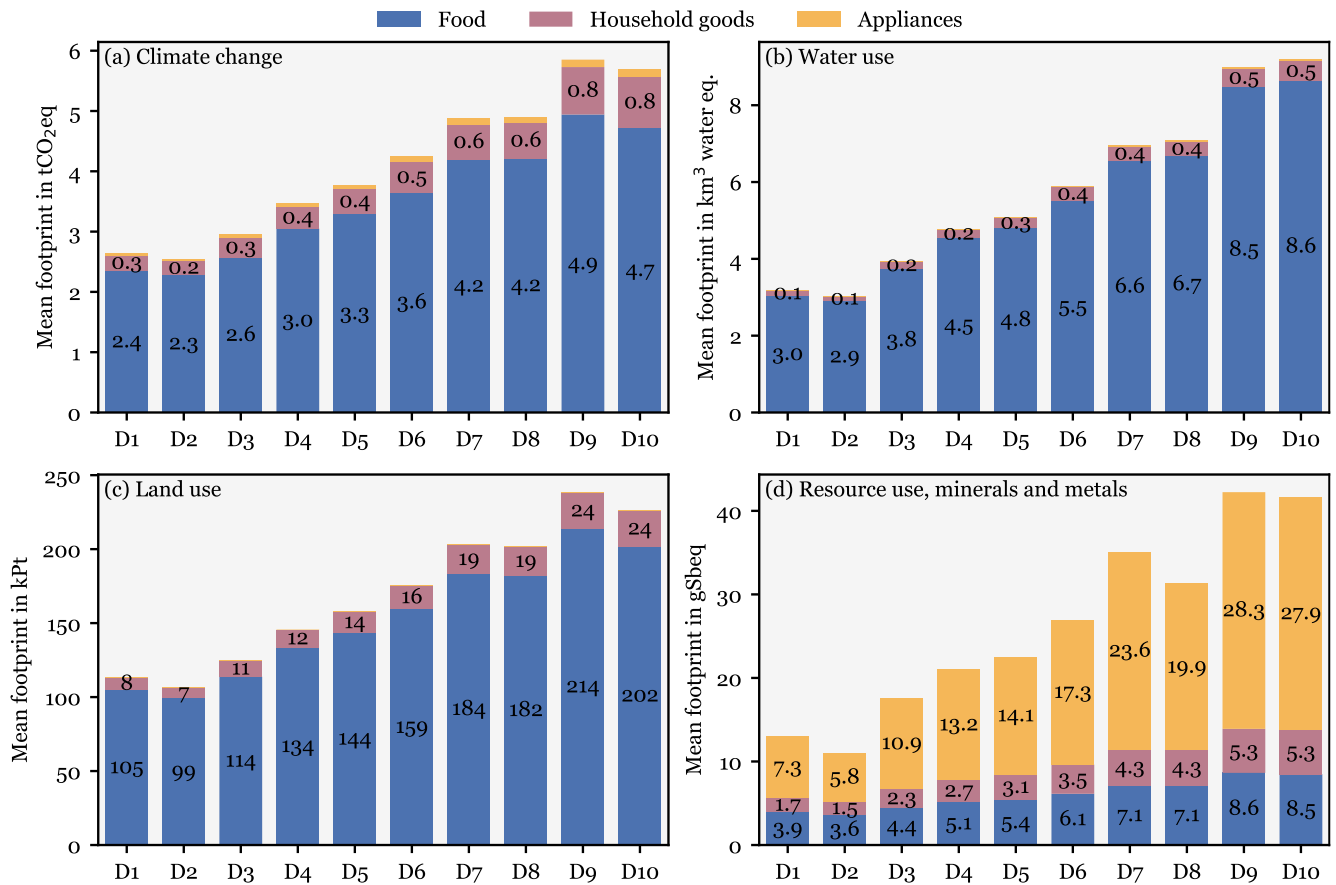 Food Household goods Appliances
(a) Climate change
Mean footprint in tCO₂eq
6
5
4
3
2
1
0
0.3 0.2 0.3 0.4 0.4 0.5 0.6 0.6 0.8 0.8
2.4 2.3 2.6 3.0 3.3 3.6 4.2 4.2 4.9 4.7
D1 D2 D3 D4 D5 D6 D7 D8 D9 D10
(b) Water use
Mean footprint in km³ water eq.
8
6
4
2
0
0.1 0.1 0.2 0.2 0.3 0.4 0.4 0.4 0.5 0.5
3.0 2.9 3.8 4.5 4.8 5.5 6.6 6.7 8.5 8.6
D1 D2 D3 D4 D5 D6 D7 D8 D9 D10
(c) Land use
Mean footprint in kPt
250
200
150
100
50
0
8 7 11 12 14 16 19 19 24 24
105 99 114 134 144 159 184 182 214 202
D1 D2 D3 D4 D5 D6 D7 D8 D9 D10
(d) Resource use, minerals and metals
Mean footprint in gSbeq
40
30
20
10
0
7.3 5.8 10.9 13.2 14.1 17.3 23.6 19.9 28.3 27.9
1.7 1.5 2.3 2.7 3.1 3.5 4.3 4.3 5.3 5.3
3.9 3.6 4.4 5.1 5.4 6.1 7.1 7.1 8.6 8.5
D1 D2 D3 D4 D5 D6 D7 D8 D9 D10